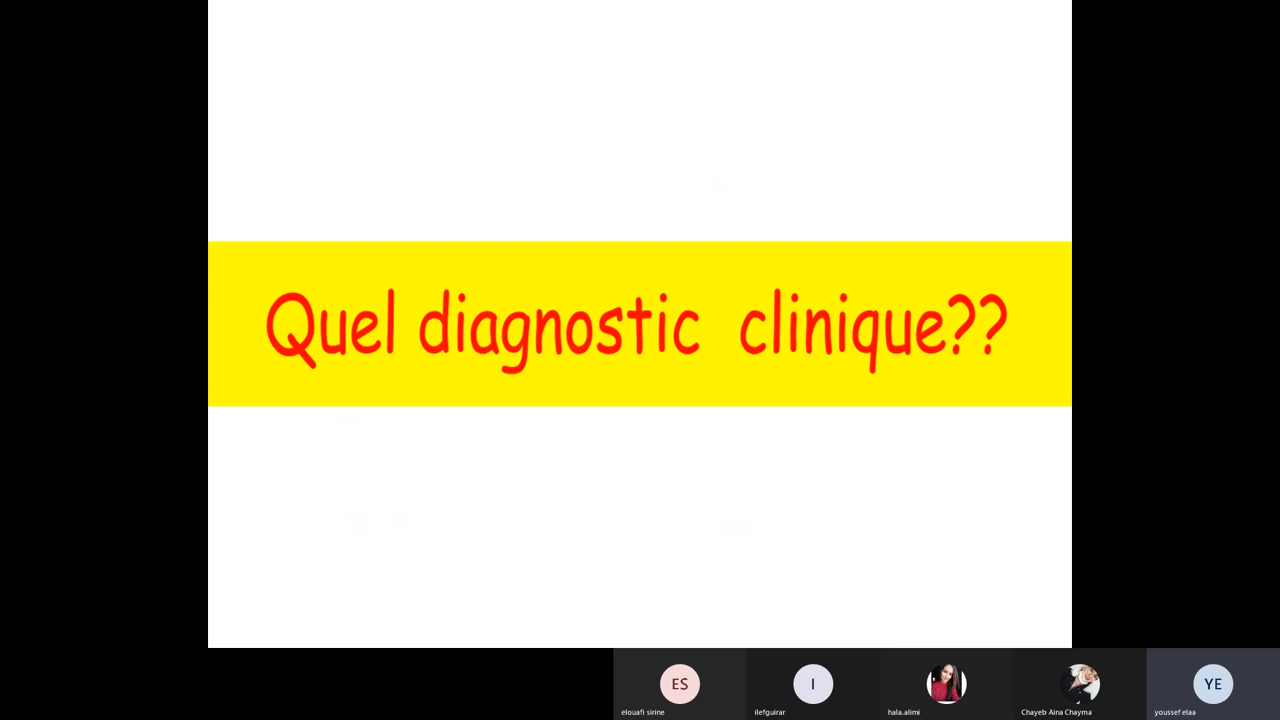 Quel diagnostic clinique??
ES
I
YE
elouafi sirine
ilefguirar
hala.alimi
Chayeb Aina Chayma
youssef elaa